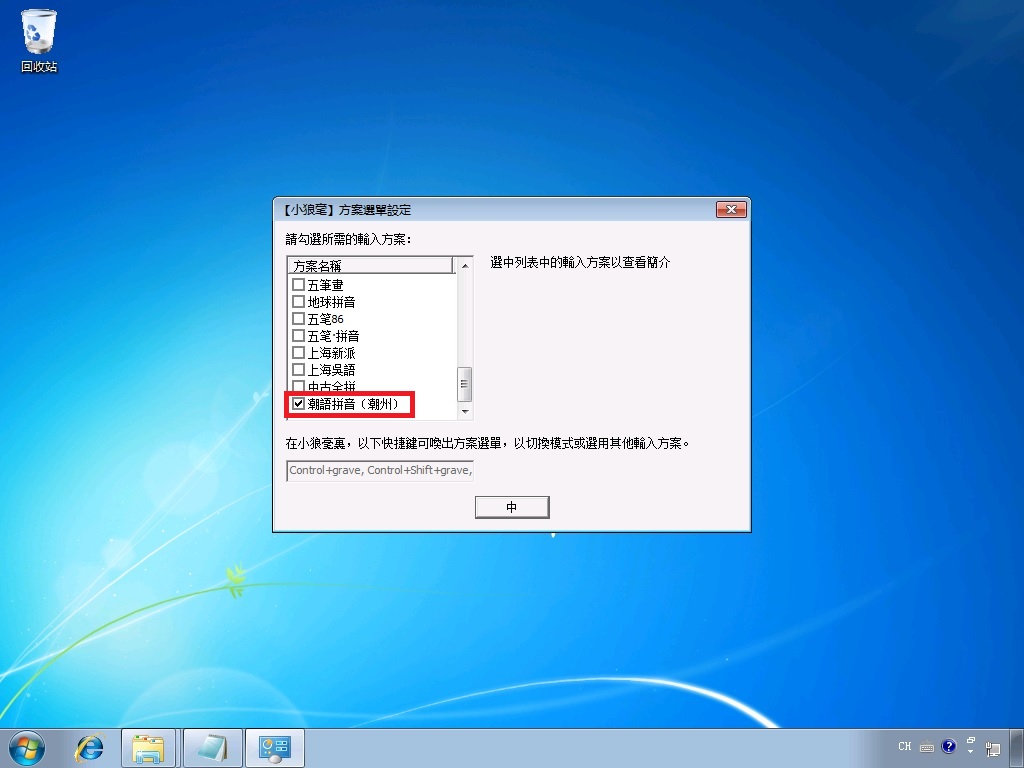 回收站
【小狼毫】方案選單設定
請勾選所需的輸入方案：
方案名稱
選中列表中的輸入方案以查看簡介
五筆畫
地球拼音
五笔86
五笔·拼音
上海新派
上海吳語
中古全拼
潮語拼音（潮州）
在小狼毫裏，以下快捷鍵可喚出方案選單，以切換模式或選用其他輸入方案。
Control+grave, Control+Shift+grave,
中
CH